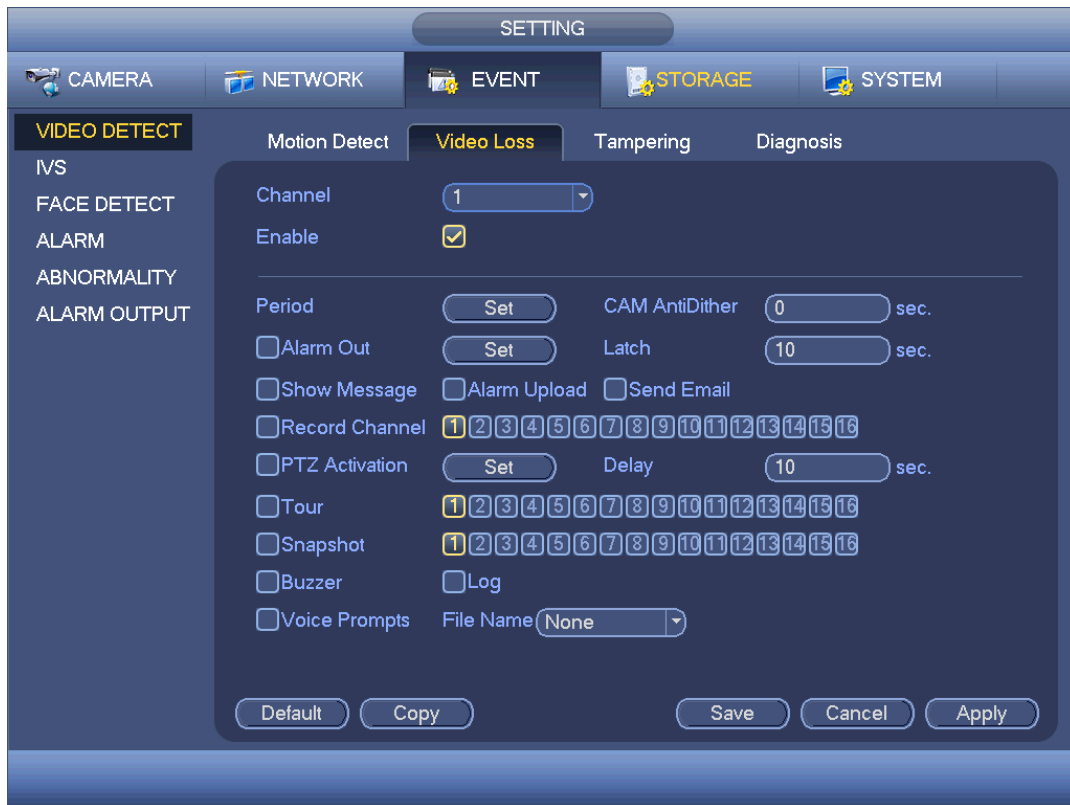 SETTING
CAMERA NETWORK EVENT STORAGE SYSTEM
VIDEO DETECT
IVS
FACE DETECT
ALARM
ABNORMALITY
ALARM OUTPUT
Motion Detect Video Loss Tampering Diagnosis
Channel 1
Enable
Period Set CAM AntiDither 0 sec.
Alarm Out Set Latch 10 sec.
Show Message Alarm Upload Send Email
Record Channel 1 2 3 4 5 6 7 8 9 10 11 12 13 14 15 16
PTZ Activation Set Delay 10 sec.
Tour 1 2 3 4 5 6 7 8 9 10 11 12 13 14 15 16
Snapshot 1 2 3 4 5 6 7 8 9 10 11 12 13 14 15 16
Buzzer Log
Voice Prompts File Name None
Default Copy Save Cancel Apply